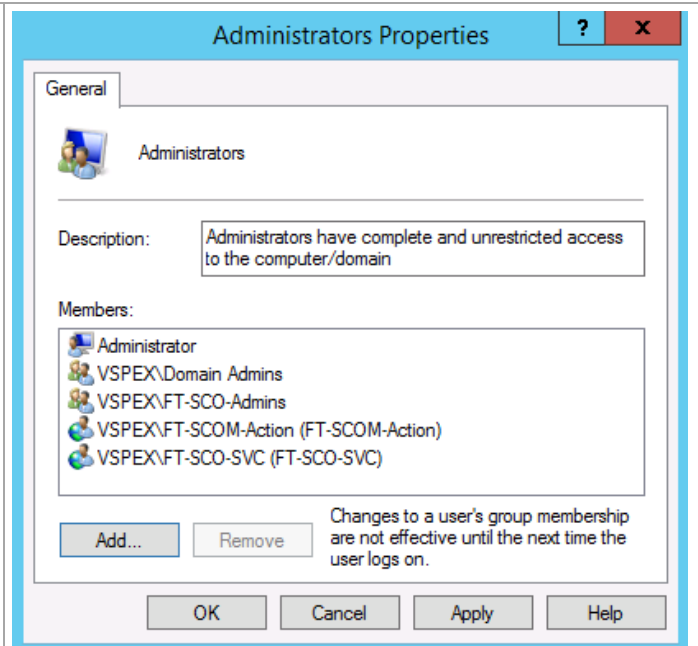 Administrators Properties
?
x
General
Administrators
Description:
Administrators have complete and unrestricted access
to the computer/domain
Members:
Administrator
VSPEX\Domain Admins
VSPEX\FT-SCO-Admins
VSPEX\FT-SCOM-Action (FT-SCOM-Action)
VSPEX\FT-SCO-SVC (FT-SCO-SVC)
Add...
Remove
Changes to a user's group membership
are not effective until the next time the
user logs on.
OK
Cancel
Apply
Help